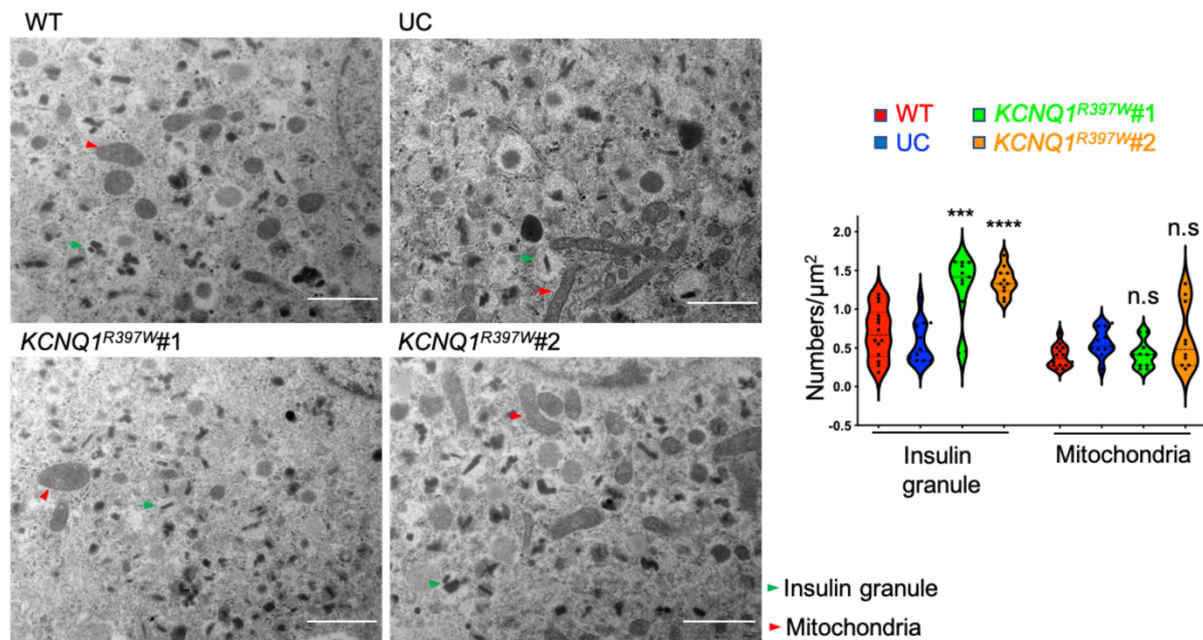 WT
UC
KCNQ1R397W#1
KCNQ1R397W#2
WT
KCNQ1R397W#1
UC
KCNQ1R397W#2
Numbers/μm2
2.0
1.5
1.0
0.5
0.0
-0.5
***
****
n.s
n.s
Insulin
granule
Mitochondria
Insulin granule
Mitochondria